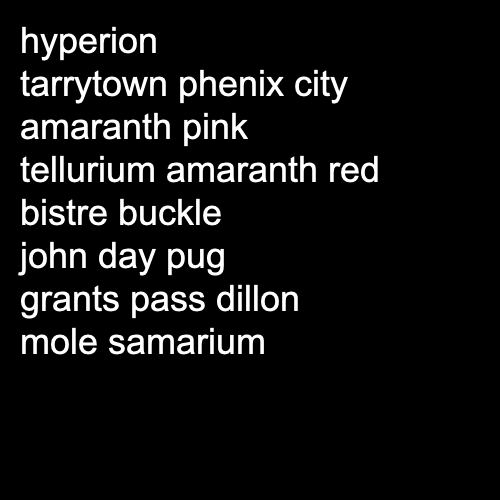 hyperion
tarrytown phenix city
amaranth pink
tellurium amaranth red
bistre buckle
john day pug
grants pass dillon
mole samarium